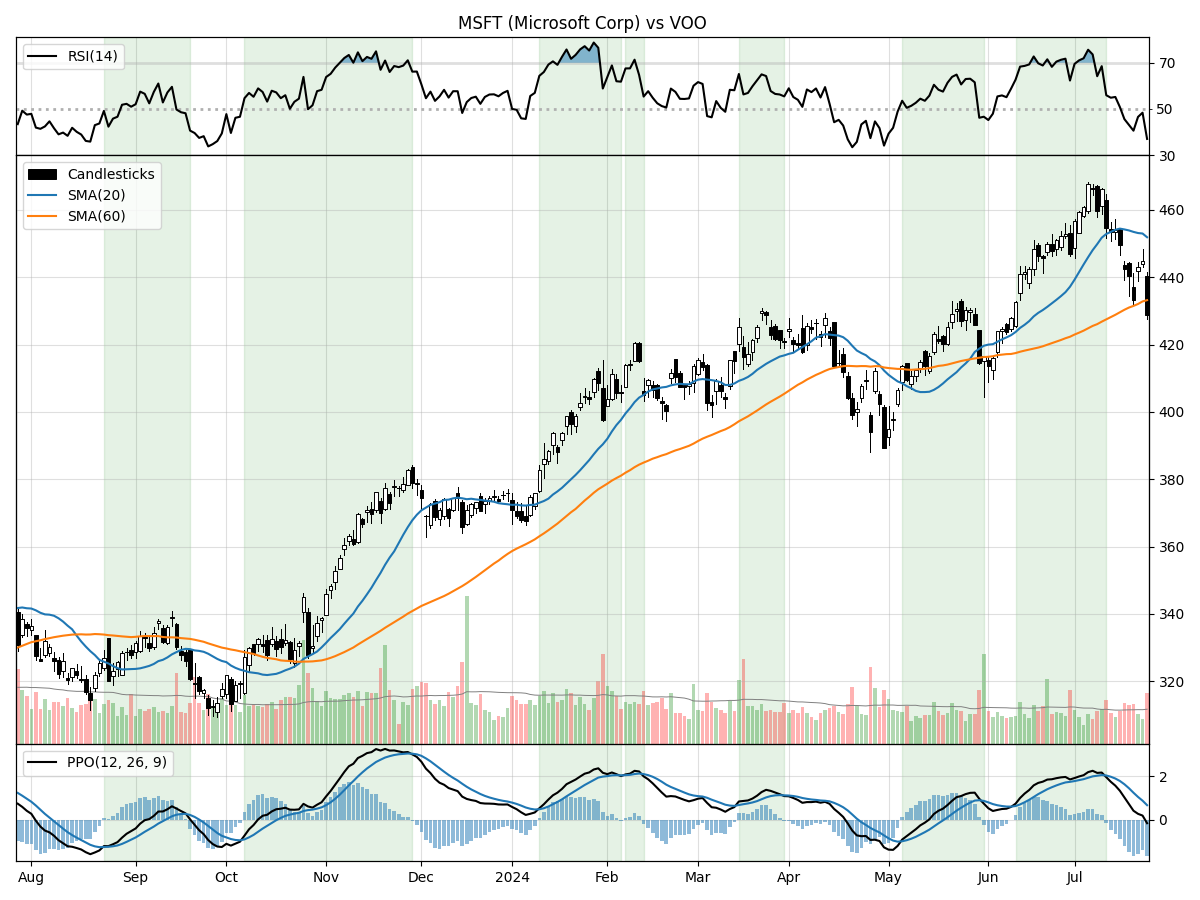 MSFT (Microsoft Corp) vs VOO
RSI(14)
70
50
30
Candlesticks
SMA(20)
SMA(60)
460
440
420
400
380
360
340
320
PPO(12, 26, 9)
2
0
Aug Sep Oct Nov Dec 2024 Feb Mar Apr May Jun Jul